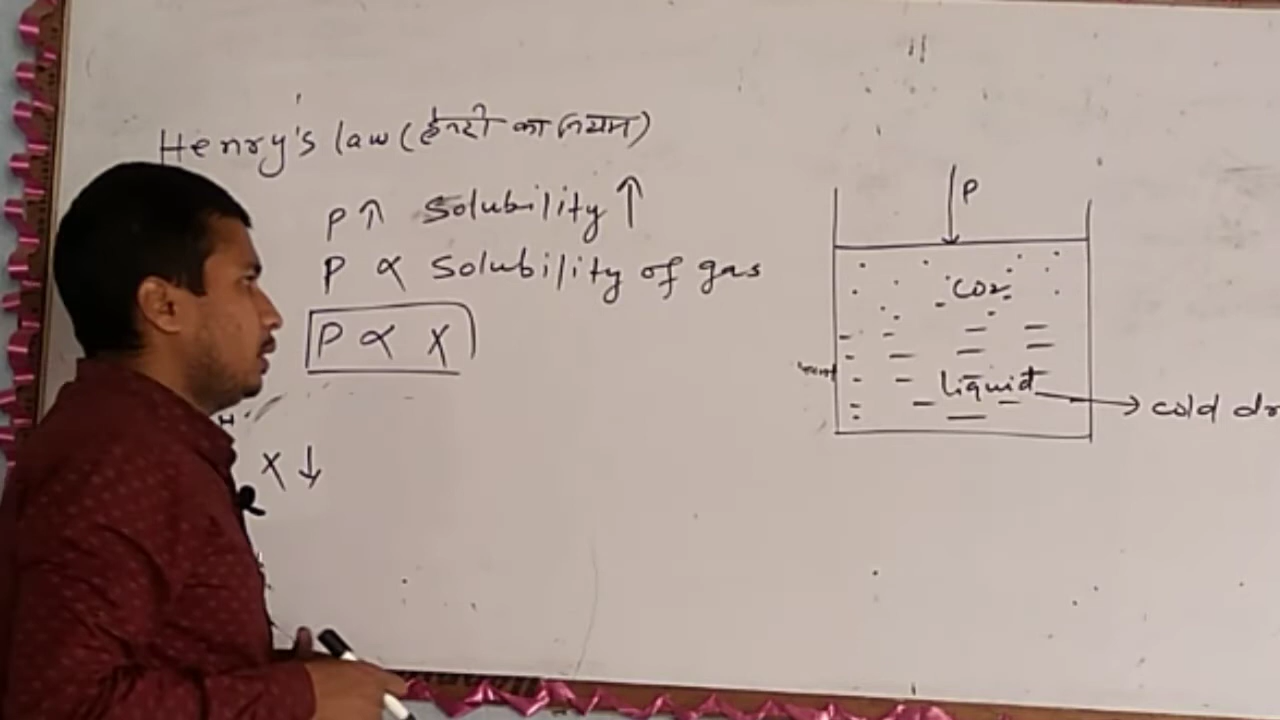 Henry's law (हेनरी का नियम)
P↑ Solubility ↑
P ∝ Solubility of gas
P ∝ X
X ↓
P
CO2
liquid
cold dr